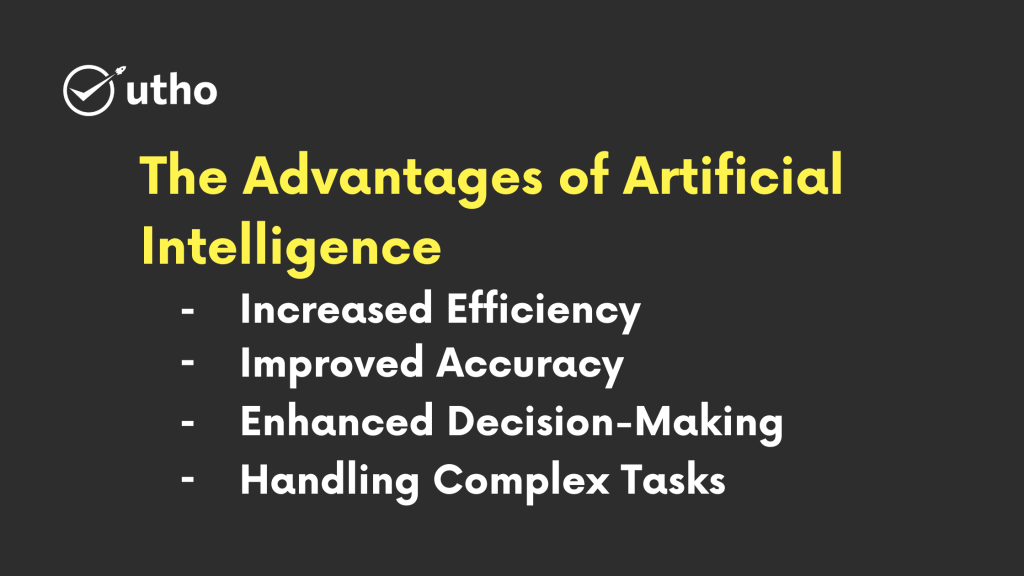 utho
The Advantages of Artificial
Intelligence
- Increased Efficiency
- Improved Accuracy
- Enhanced Decision-Making
- Handling Complex Tasks